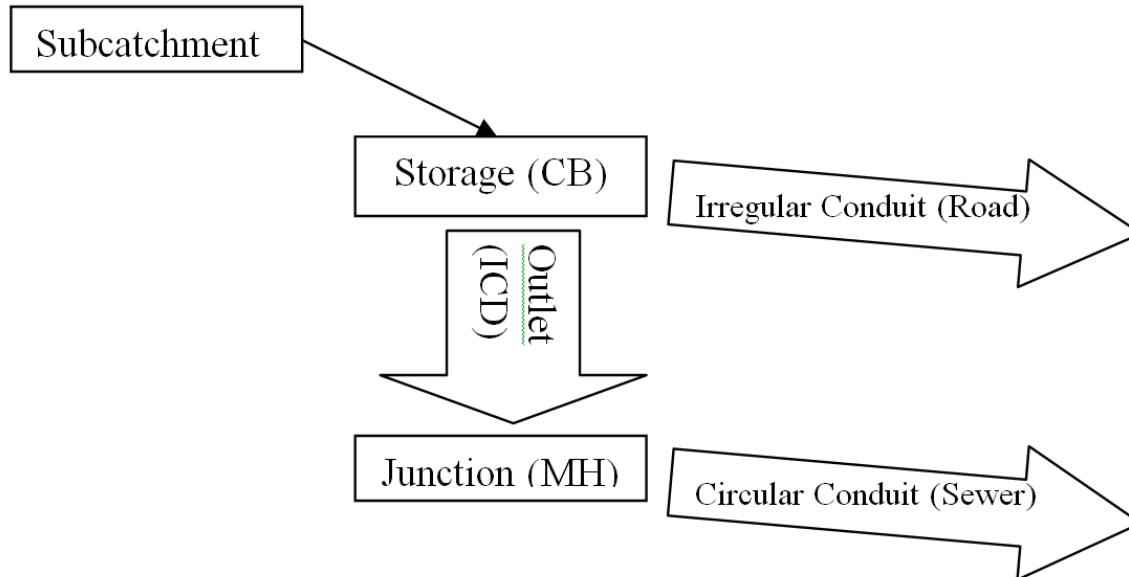 Subcatchment
Storage (CB)
Irregular Conduit (Road)
Outlet
(ICD)
Junction (MH)
Circular Conduit (Sewer)